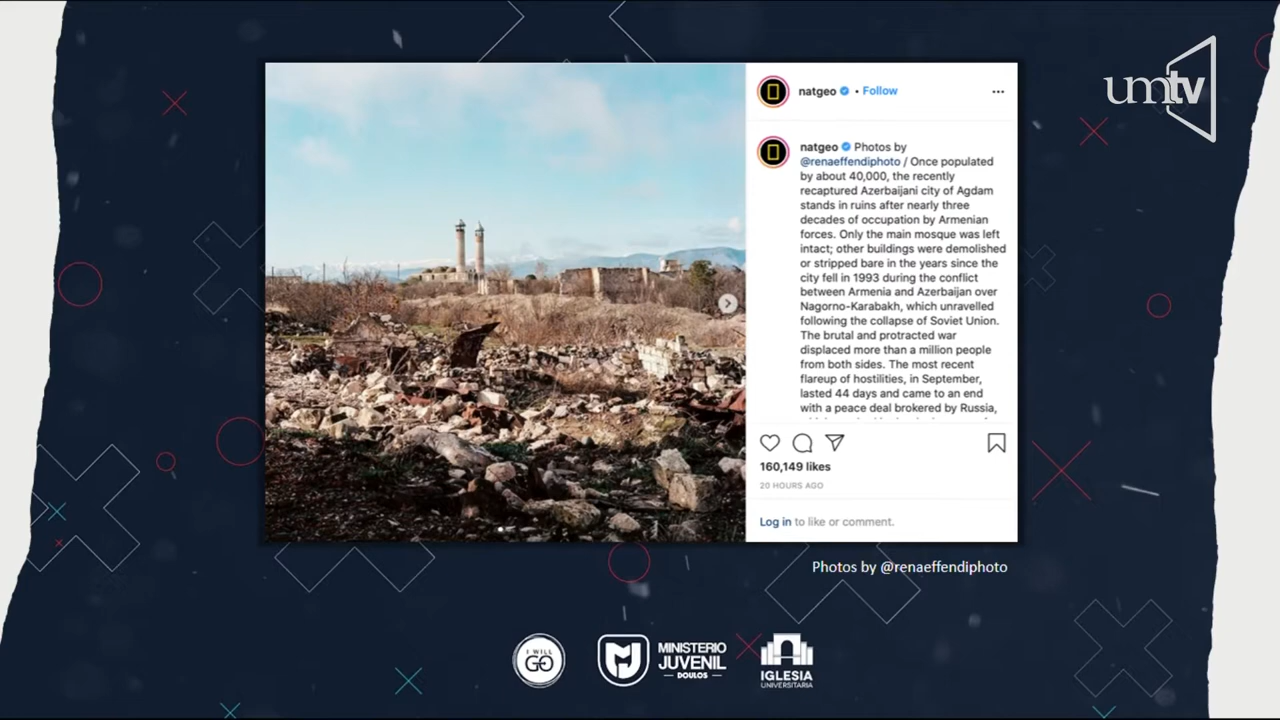 umtv
natgeo • Follow
natgeo Photos by
@renaeffendiphoto / Once populated
by about 40,000, the recently
recaptured Azerbaijani city of Agdam
stands in ruins after nearly three
decades of occupation by Armenian
forces. Only the main mosque was left
intact; other buildings were demolished
or stripped bare in the years since the
city fell in 1993 during the conflict
between Armenia and Azerbaijan over
Nagorno-Karabakh, which unravelled
following the collapse of Soviet Union.
The brutal and protracted war
displaced more than a million people
from both sides. The most recent
flareup of hostilities, in September,
lasted 44 days and came to an end
with a peace deal brokered by Russia,
160,149 likes
20 HOURS AGO
Log in to like or comment.
Photos by @renaeffendiphoto
I WILL
GO
MINISTERIO
JUVENIL
DOULOS
IGLESIA
UNIVERSITARIA